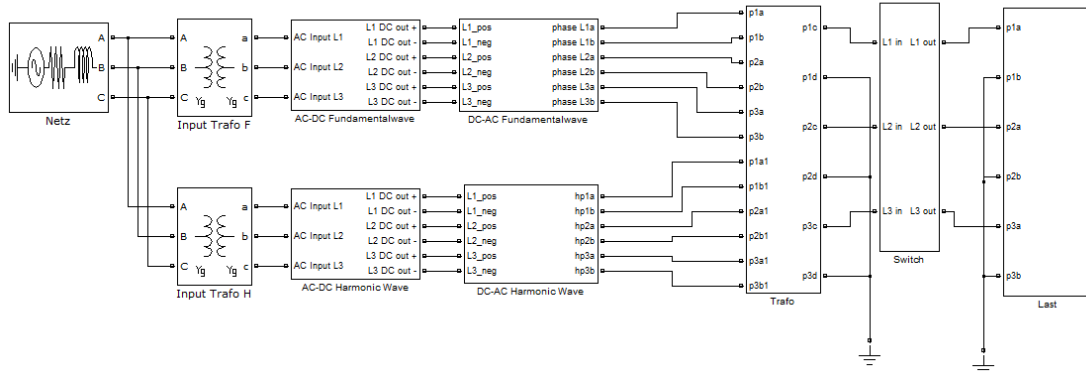 Netz
A
B
C
A
B
C
a
b
c
Yg
Yg
Input Trafo F
AC Input L1
AC Input L2
AC Input L3
L1 DC out +
L1 DC out -
L2 DC out +
L2 DC out -
L3 DC out +
L3 DC out -
AC-DC Fundamentalwave
L1_pos
L1_neg
L2_pos
L2_neg
L3_pos
L3_neg
phase L1a
phase L1b
phase L2a
phase L2b
phase L3a
phase L3b
DC-AC Fundamentalwave
A
B
C
a
b
c
Yg
Yg
Input Trafo H
AC Input L1
AC Input L2
AC Input L3
L1 DC out +
L1 DC out -
L2 DC out +
L2 DC out -
L3 DC out +
L3 DC out -
AC-DC Harmonic Wave
L1_pos
L1_neg
L2_pos
L2_neg
L3_pos
L3_neg
hp1a
hp1b
hp2a
hp2b
hp3a
hp3b
DC-AC Harmonic Wave
p1a
p1b
p2a
p2b
p3a
p3b
p1a1
p1b1
p2a1
p2b1
p3a1
p3b1
p1c
p1d
p2c
p2d
p3c
p3d
Trafo
L1 in
L1 out
L2 in
L2 out
L3 in
L3 out
Switch
p1a
p1b
p2a
p2b
p3a
p3b
Last